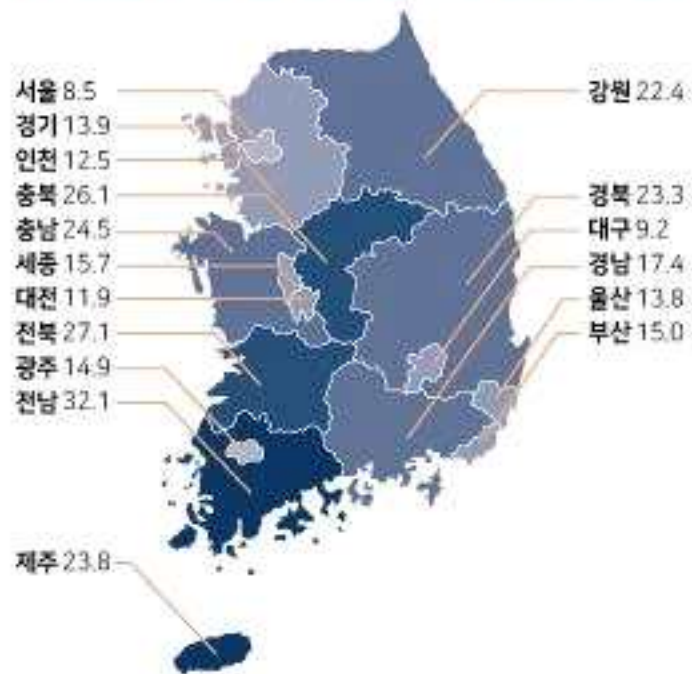 서울 8.5
경기 13.9
인천 12.5
충북 26.1
충남 24.5
세종 15.7
대전 11.9
전북 27.1
광주 14.9
전남 32.1
제주 23.8
강원 22.4
경북 23.3
대구 9.2
경남 17.4
울산 13.8
부산 15.0